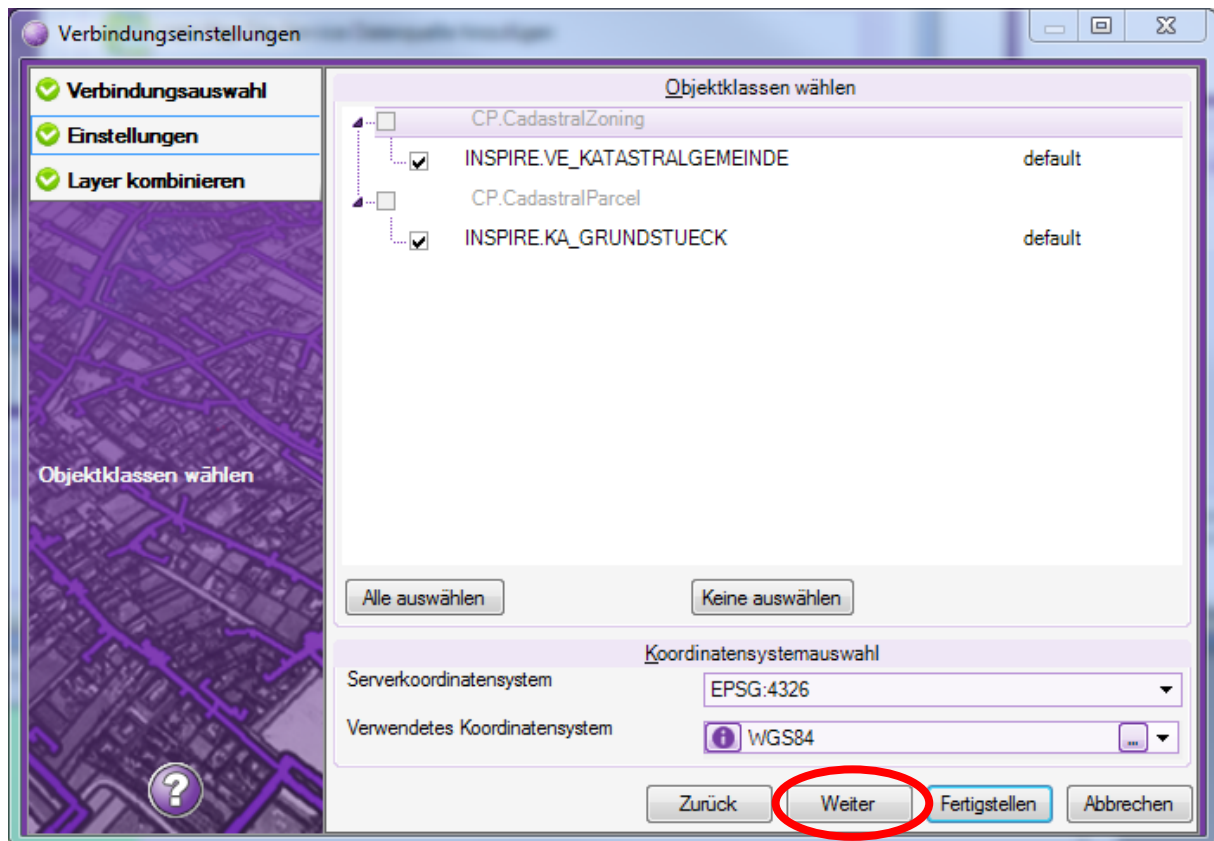 Verbindungseinstellungen
Verbindungsauswahl
Einstellungen
Layer kombinieren
Objektklassen wählen
Objektklassen wählen
CP.CadastralZoning
INSPIRE.VE_KATASTRALGEMEINDE default
CP.CadastralParcel
INSPIRE.KA_GRUNDSTUECK default
Alle auswählen Keine auswählen
Koordinatensystemauswahl
Serverkoordinatensystem EPSG:4326
Verwendetes Koordinatensystem WGS84 ...
Zurück Weiter Fertigstellen Abbrechen